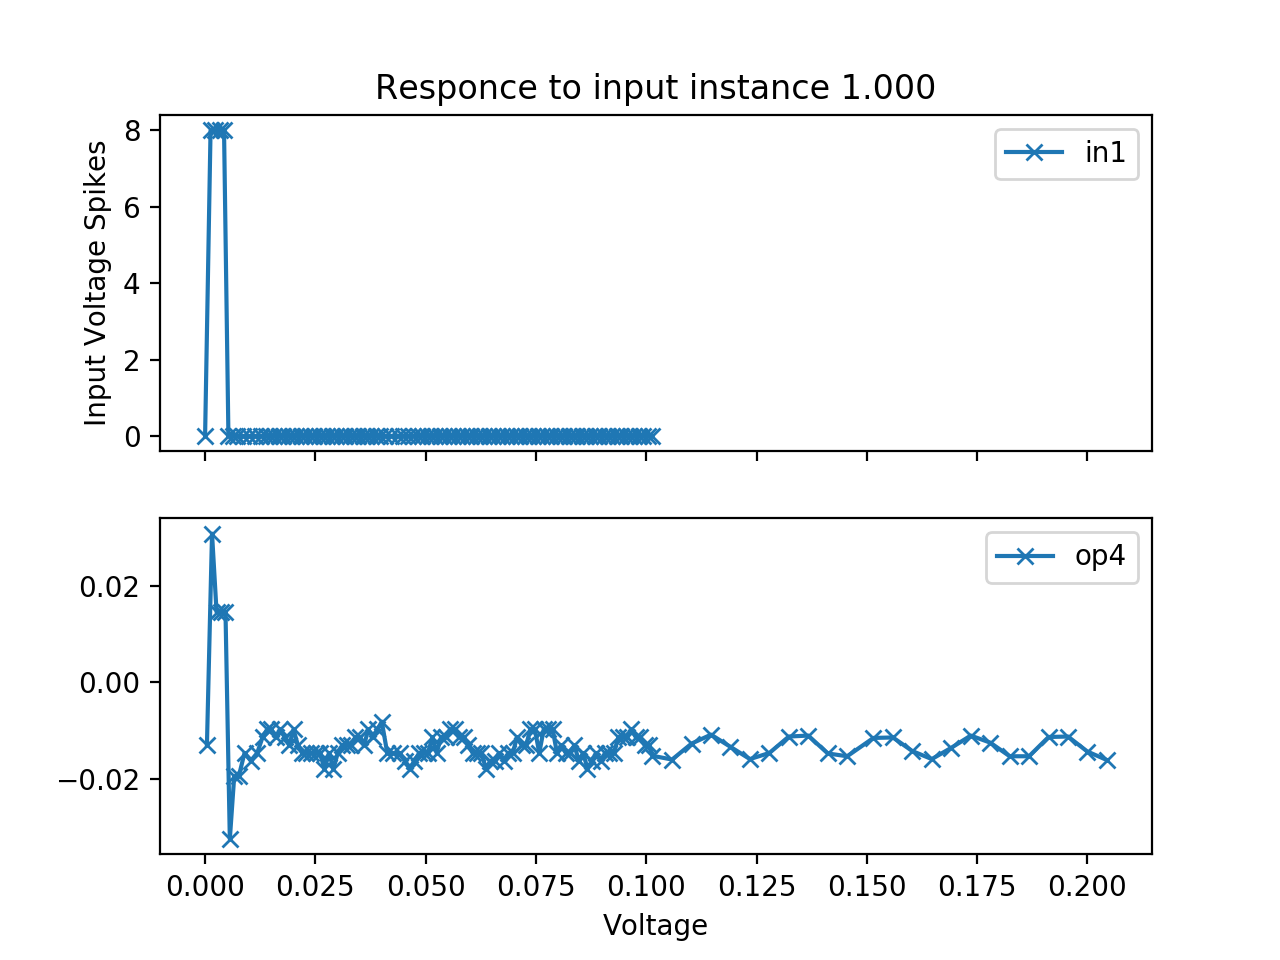 Responce to input instance 1.000
8
6
4
2
0
Input Voltage Spikes
in1
0.02
0.00
−0.02
op4
0.000 0.025 0.050 0.075 0.100 0.125 0.150 0.175 0.200
Voltage